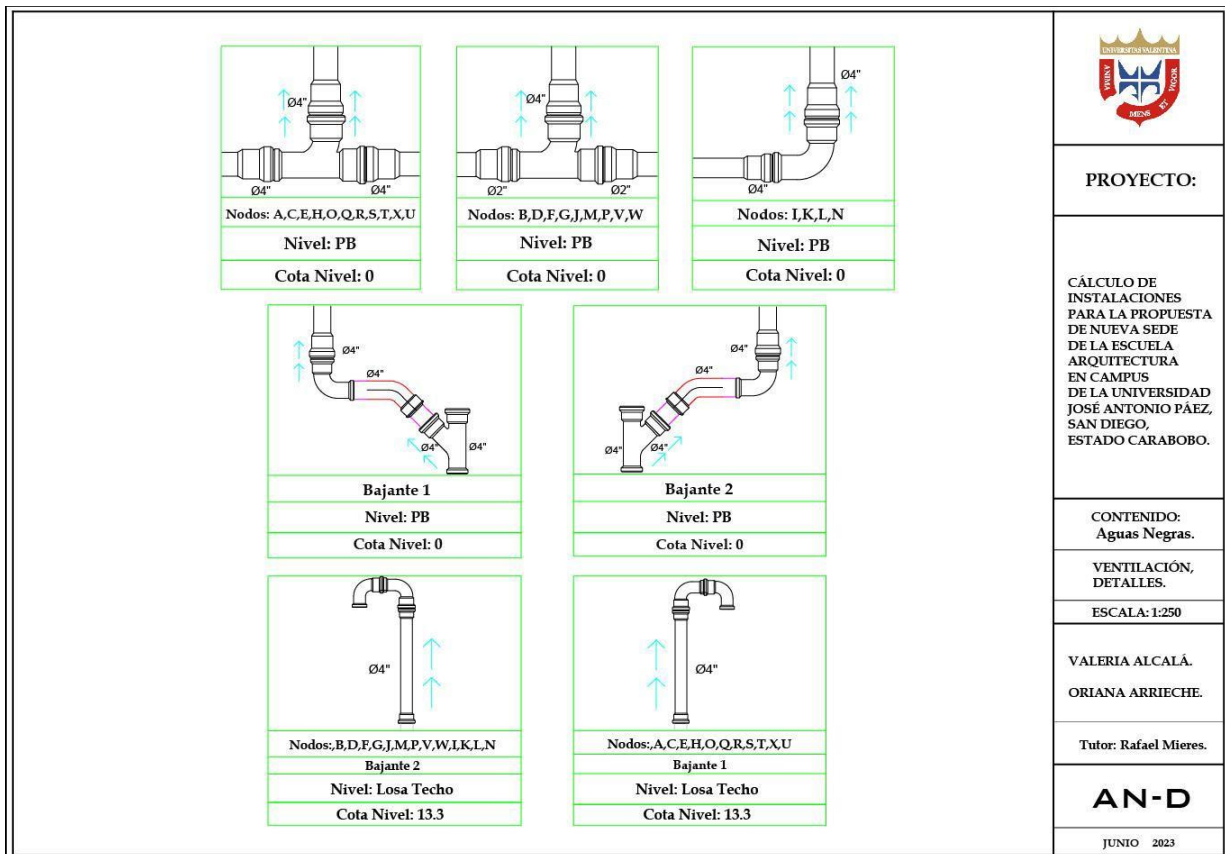 Ø4"
Ø4"
Ø4"
Nodos: A,C,E,H,O,Q,R,S,T,X,U
Nivel: PB
Cota Nivel: 0
Ø4"
Ø2"
Ø2"
Nodos: B,D,F,G,J,M,P,V,W
Nivel: PB
Cota Nivel: 0
Ø4"
Ø4"
Nodos: I,K,L,N
Nivel: PB
Cota Nivel: 0
Ø4"
Ø4"
Ø4"
Ø4"
Bajante 1
Nivel: PB
Cota Nivel: 0
Ø4"
Ø4"
Ø4"
Ø4"
Bajante 2
Nivel: PB
Cota Nivel: 0
Ø4"
Nodos:,B,D,F,G,J,M,P,V,W,I,K,L,N
Bajante 2
Nivel: Losa Techo
Cota Nivel: 13.3
Ø4"
Nodos:,A,C,E,H,O,Q,R,S,T,X,U
Bajante 1
Nivel: Losa Techo
Cota Nivel: 13.3
UNIVERSITAS VALENTINA
ANIMA
MENS
ET
VIGOR
PROYECTO:
CÁLCULO DE
INSTALACIONES
PARA LA PROPUESTA
DE NUEVA SEDE
DE LA ESCUELA
ARQUITECTURA
EN CAMPUS
DE LA UNIVERSIDAD
JOSÉ ANTONIO PÁEZ,
SAN DIEGO,
ESTADO CARABOBO.
CONTENIDO:
Aguas Negras.
VENTILACIÓN,
DETALLES.
ESCALA: 1:250
VALERIA ALCALÁ.
ORIANA ARRIECHE.
Tutor: Rafael Mieres.
AN-D
JUNIO 2023